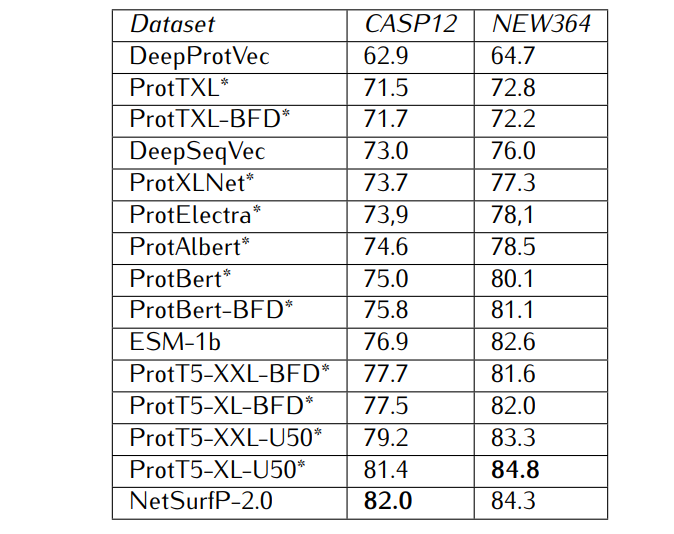 Dataset CASP12 NEW364
DeepProtVec 62.9 64.7
ProtTXL* 71.5 72.8
ProtTXL-BFD* 71.7 72.2
DeepSeqVec 73.0 76.0
ProtXLNet* 73.7 77.3
ProtElectra* 73,9 78,1
ProtAlbert* 74.6 78.5
ProtBert* 75.0 80.1
ProtBert-BFD* 75.8 81.1
ESM-1b 76.9 82.6
ProtT5-XXL-BFD* 77.7 81.6
ProtT5-XL-BFD* 77.5 82.0
ProtT5-XXL-U50* 79.2 83.3
ProtT5-XL-U50* 81.4 84.8
NetSurfP-2.0 82.0 84.3